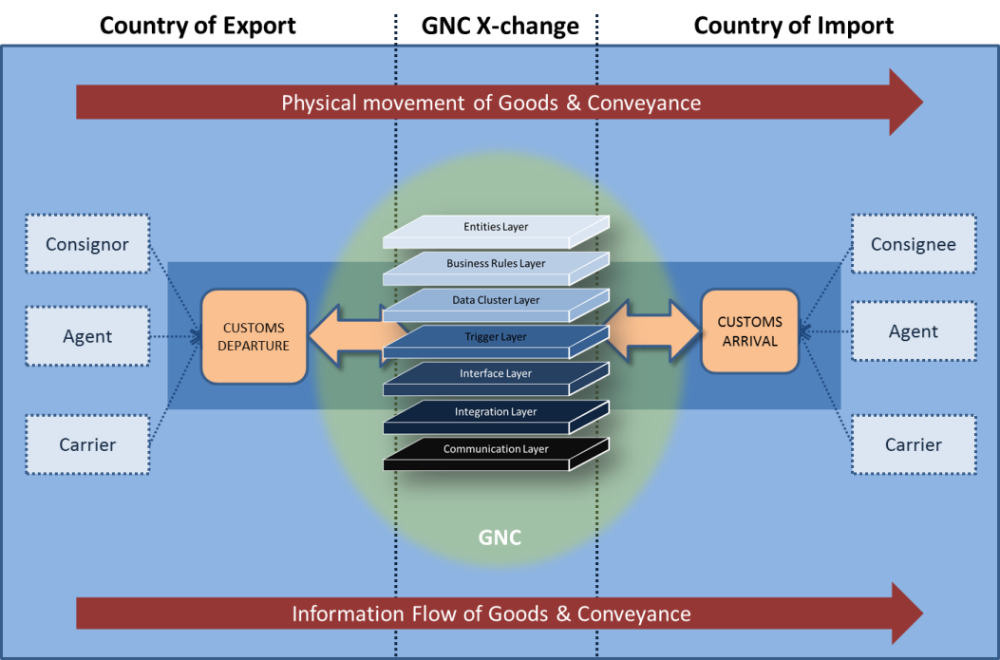 Country of Export
GNC X-change
Country of Import
Physical movement of Goods & Conveyance
Consignor
Agent
Carrier
CUSTOMS
DEPARTURE
Entities Layer
Business Rules Layer
Data Cluster Layer
Trigger Layer
Interface Layer
Integration Layer
Communication Layer
GNC
CUSTOMS
ARRIVAL
Consignee
Agent
Carrier
Information Flow of Goods & Conveyance